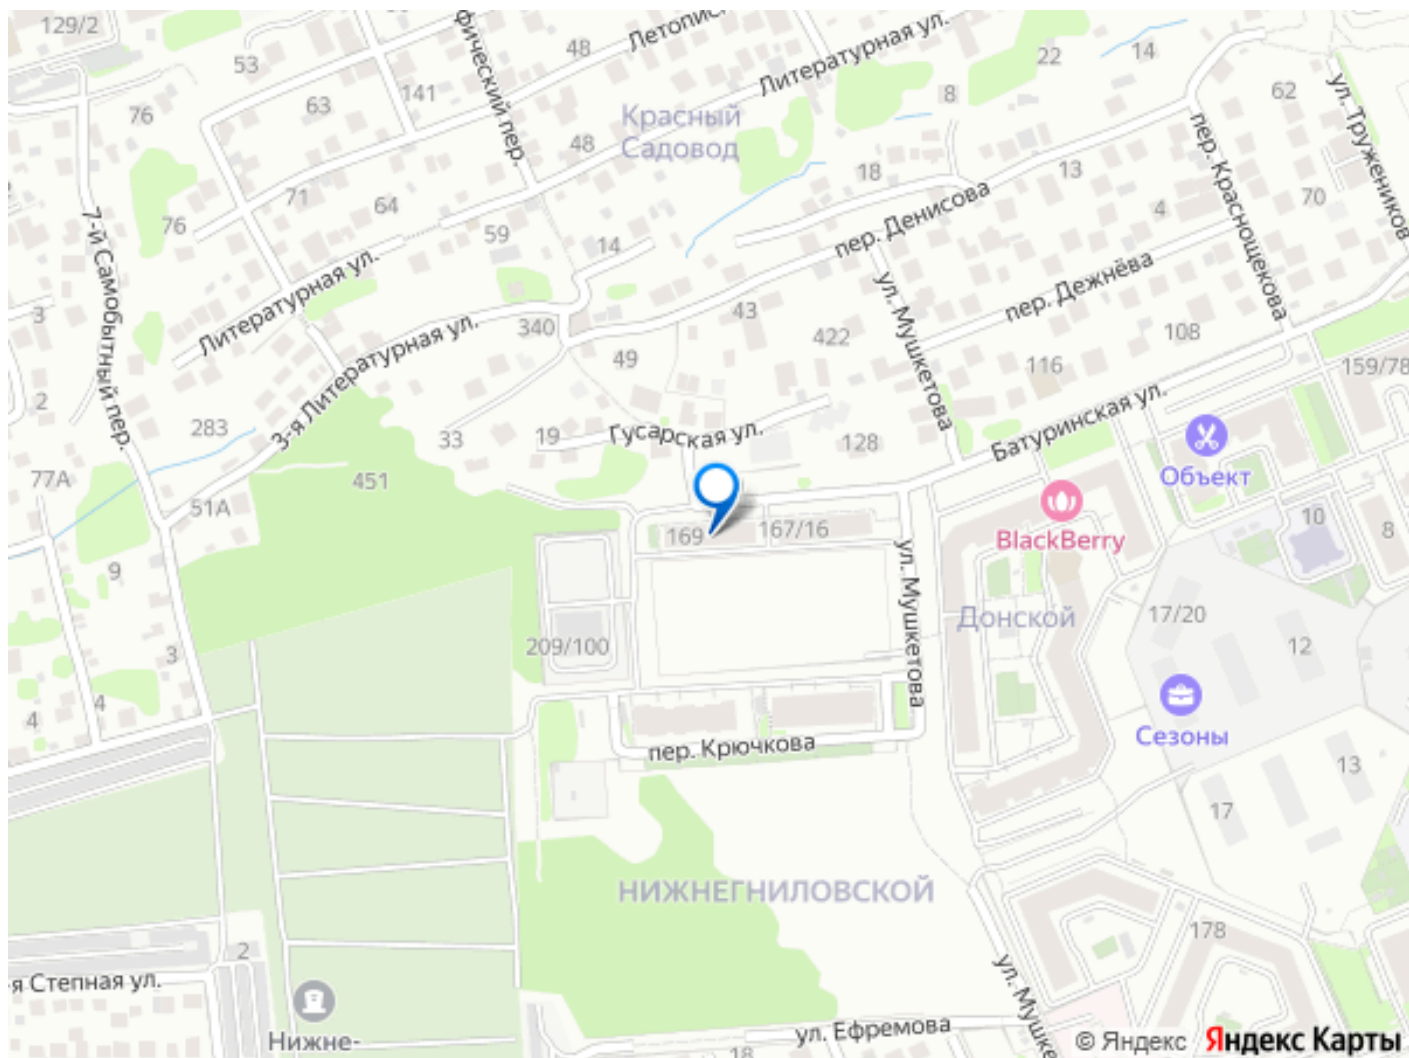 129/2
53
76
63
141
48
Летопис
фический пер.
Литературная ул.
22
14
8
62
ул. Тружеников
Красный
Садовод
48
пер. Краснощекова
71
64
76
59
14
18
13
4
70
7-й Самобытный пер.
пер. Денисова
Литературная ул.
3
340
43
ул. Мушкетова
пер. Дежнёва
108
422
116
159/78
3-я Литературная ул.
49
2
283
33
19
Гусарская ул.
128
Батуринская ул.
Объект
77А
451
51А
BlackBerry
169
167/16
10
8
9
ул. Мушкетова
Донской
17/20
12
209/100
3
4
4
Сезоны
пер. Крючкова
13
17
НИЖНЕГНИЛОВСКОЙ
178
2
я Степная ул.
ул. Мушке
Нижне-
18
ул. Ефремова
© Яндекс Яндекс Карты